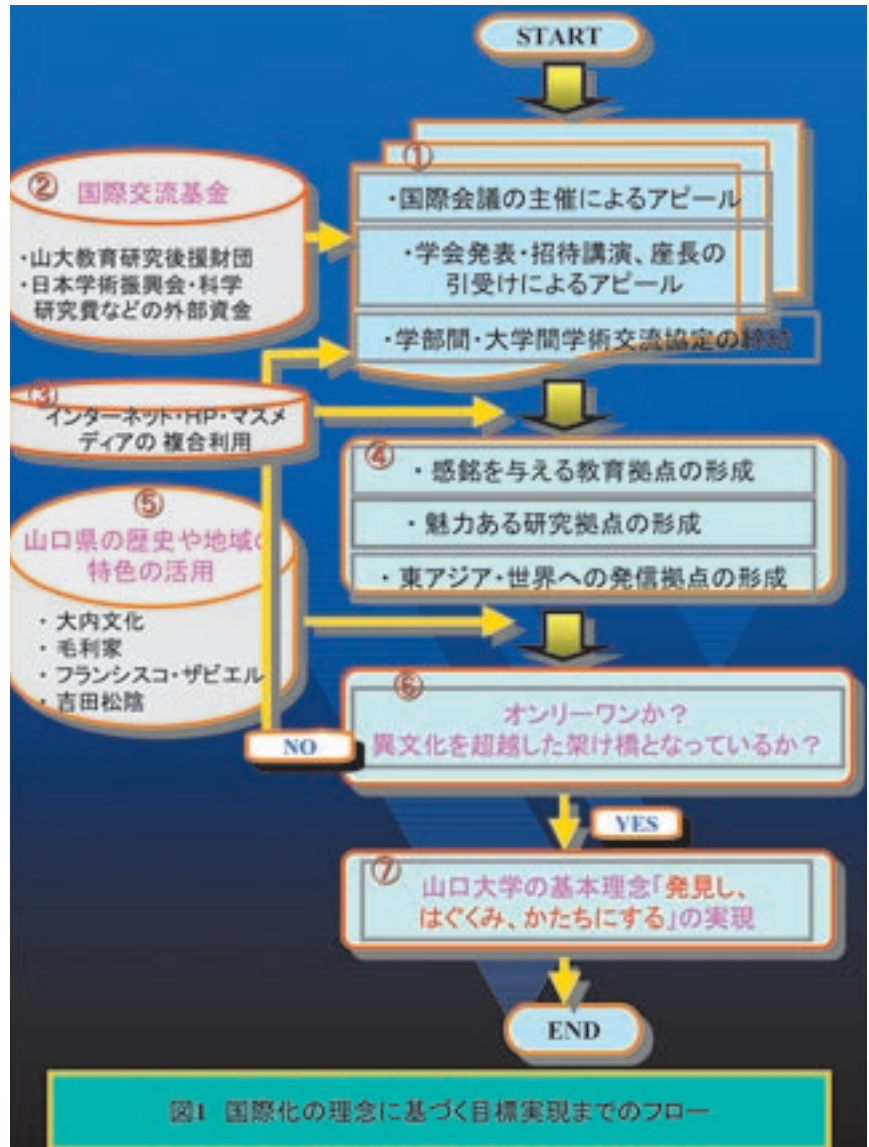 START
①
・国際会議の主催によるアピール
・学会発表・招待講演、座長の
引受けによるアピール
・学部間・大学間学術交流協定の締結
② 国際交流基金
・山大教育研究後援財団
・日本学術振興会・科学
研究費などの外部資金
③
インターネット・HP・マスメ
ディアの 複合利用
④
・感銘を与える教育拠点の形成
・魅力ある研究拠点の形成
・東アジア・世界への発信拠点の形成
⑤
山口県の歴史や地域の
特色の活用
・ 大内文化
・ 毛利家
・ フランシスコ・ザビエル
・ 吉田松陰
⑥
オンリーワンか?
異文化を超越した架け橋となっているか?
NO
YES
⑦
山口大学の基本理念「発見し、
はぐくみ、かたちにする」の実現
END
図1 国際化の理念に基づく目標実現までのフロー